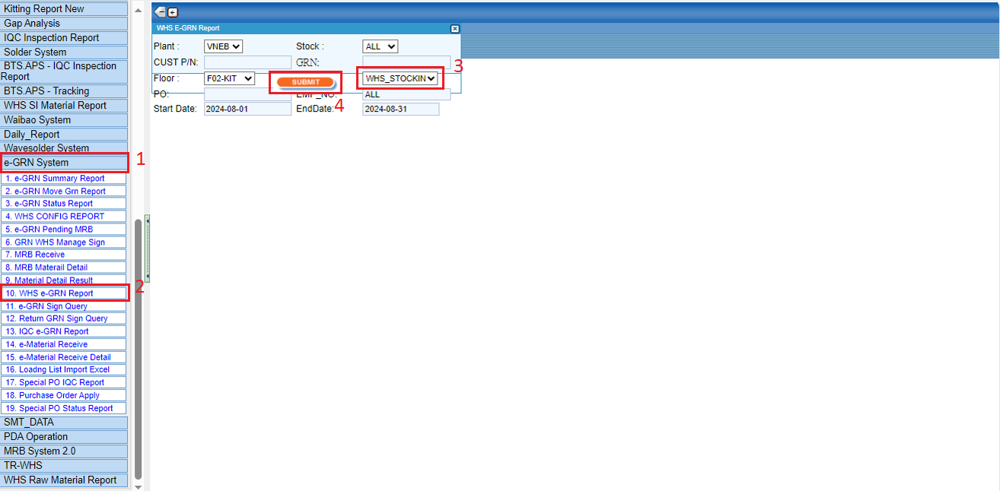 Kitting Report New
Gap Analysis
IQC Inspection Report
Solder System
BTS.APS - IQC Inspection
Report
BTS.APS - Tracking
WHS SI Material Report
Waibao System
Daily_Report
Wavesolder System
e-GRN System
1
1. e-GRN Summary Report
2. e-GRN Move Grn Report
3. e-GRN Status Report
4. WHS CONFIG REPORT
5. e-GRN Pending MRB
6. GRN WHS Manage Sign
7. MRB Receive
8. MRB Materail Detail
9. Material Detail Result
10. WHS e-GRN Report
2
11. e-GRN Sign Query
12. Return GRN Sign Query
13. IQC e-GRN Report
14. e-Material Receive
15. e-Material Receive Detail
16. Loadng List Import Excel
17. Special PO IQC Report
18. Purchase Order Apply
19. Special PO Status Report
SMT_DATA
PDA Operation
MRB System 2.0
TR-WHS
WHS Raw Material Report
WHS E-GRN Report
Plant : VNEB Stock : ALL
CUST P/N: GRN:
3
Floor : F02-KIT SUBMIT WHS_STOCKIN
PO: EMP_NO: ALL
4
Start Date: 2024-08-01 EndDate: 2024-08-31